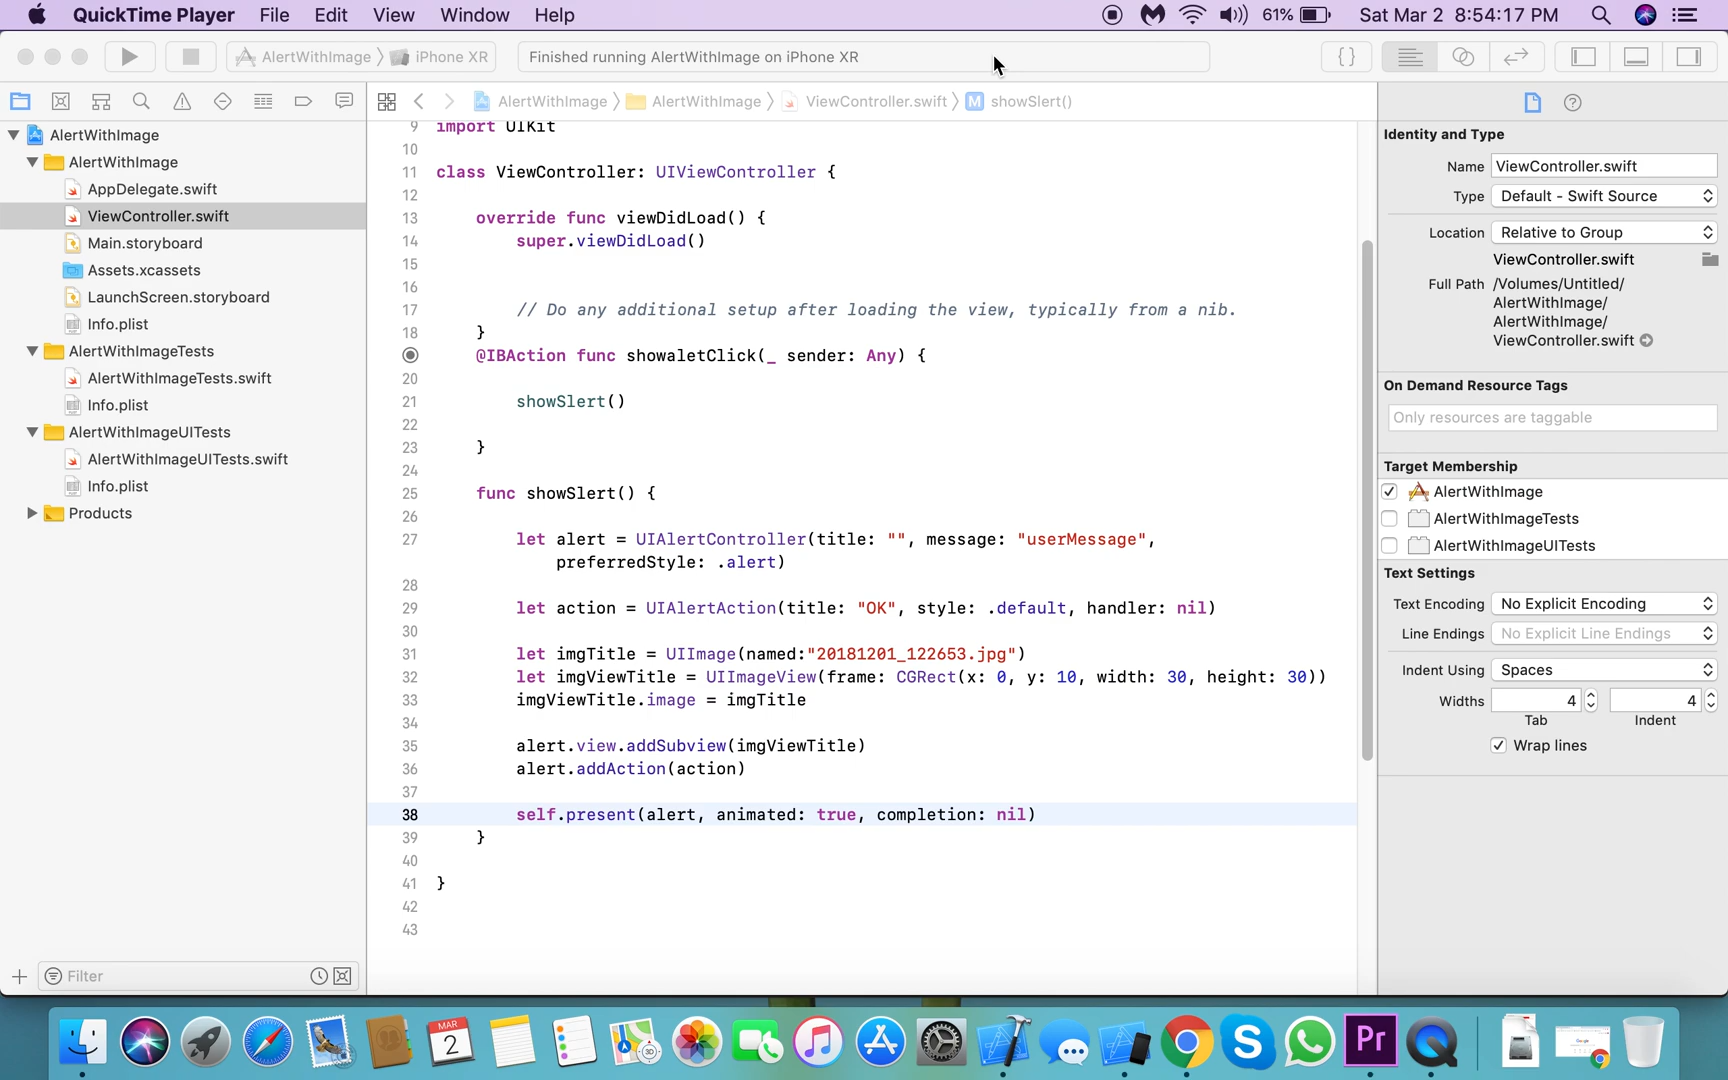 QuickTime Player File Edit View Window Help 61% Sat Mar 2 8:54:17 PM
AlertWithImage iPhone XR Finished running AlertWithImage on iPhone XR { }
AlertWithImage AlertWithImage ViewController.swift M showSlert()
AlertWithImage
AlertWithImage
AppDelegate.swift
ViewController.swift
Main.storyboard
Assets.xcassets
LaunchScreen.storyboard
Info.plist
AlertWithImageTests
AlertWithImageTests.swift
Info.plist
AlertWithImageUITests
AlertWithImageUITests.swift
Info.plist
Products
Filter
9 import UIKit
10
11 class ViewController: UIViewController {
12
13 override func viewDidLoad() {
14 super.viewDidLoad()
15
16
17 // Do any additional setup after loading the view, typically from a nib.
18 }
@IBAction func showaletClick(_ sender: Any) {
20
21 showSlert()
22
23 }
24
25 func showSlert() {
26
27 let alert = UIAlertController(title: "", message: "userMessage",
preferredStyle: .alert)
28
29 let action = UIAlertAction(title: "OK", style: .default, handler: nil)
30
31 let imgTitle = UIImage(named:"20181201_122653.jpg")
32 let imgViewTitle = UIImageView(frame: CGRect(x: 0, y: 10, width: 30, height: 30))
33 imgViewTitle.image = imgTitle
34
35 alert.view.addSubview(imgViewTitle)
36 alert.addAction(action)
37
38 self.present(alert, animated: true, completion: nil)
39 }
40
41 }
42
43
Identity and Type
Name ViewController.swift
Type Default - Swift Source
Location Relative to Group
ViewController.swift
Full Path /Volumes/Untitled/
AlertWithImage/
AlertWithImage/
ViewController.swift
On Demand Resource Tags
Only resources are taggable
Target Membership
AlertWithImage
AlertWithImageTests
AlertWithImageUITests
Text Settings
Text Encoding No Explicit Encoding
Line Endings No Explicit Line Endings
Indent Using Spaces
Widths 4 4
Tab Indent
Wrap lines
MAR
2
3D
Pr